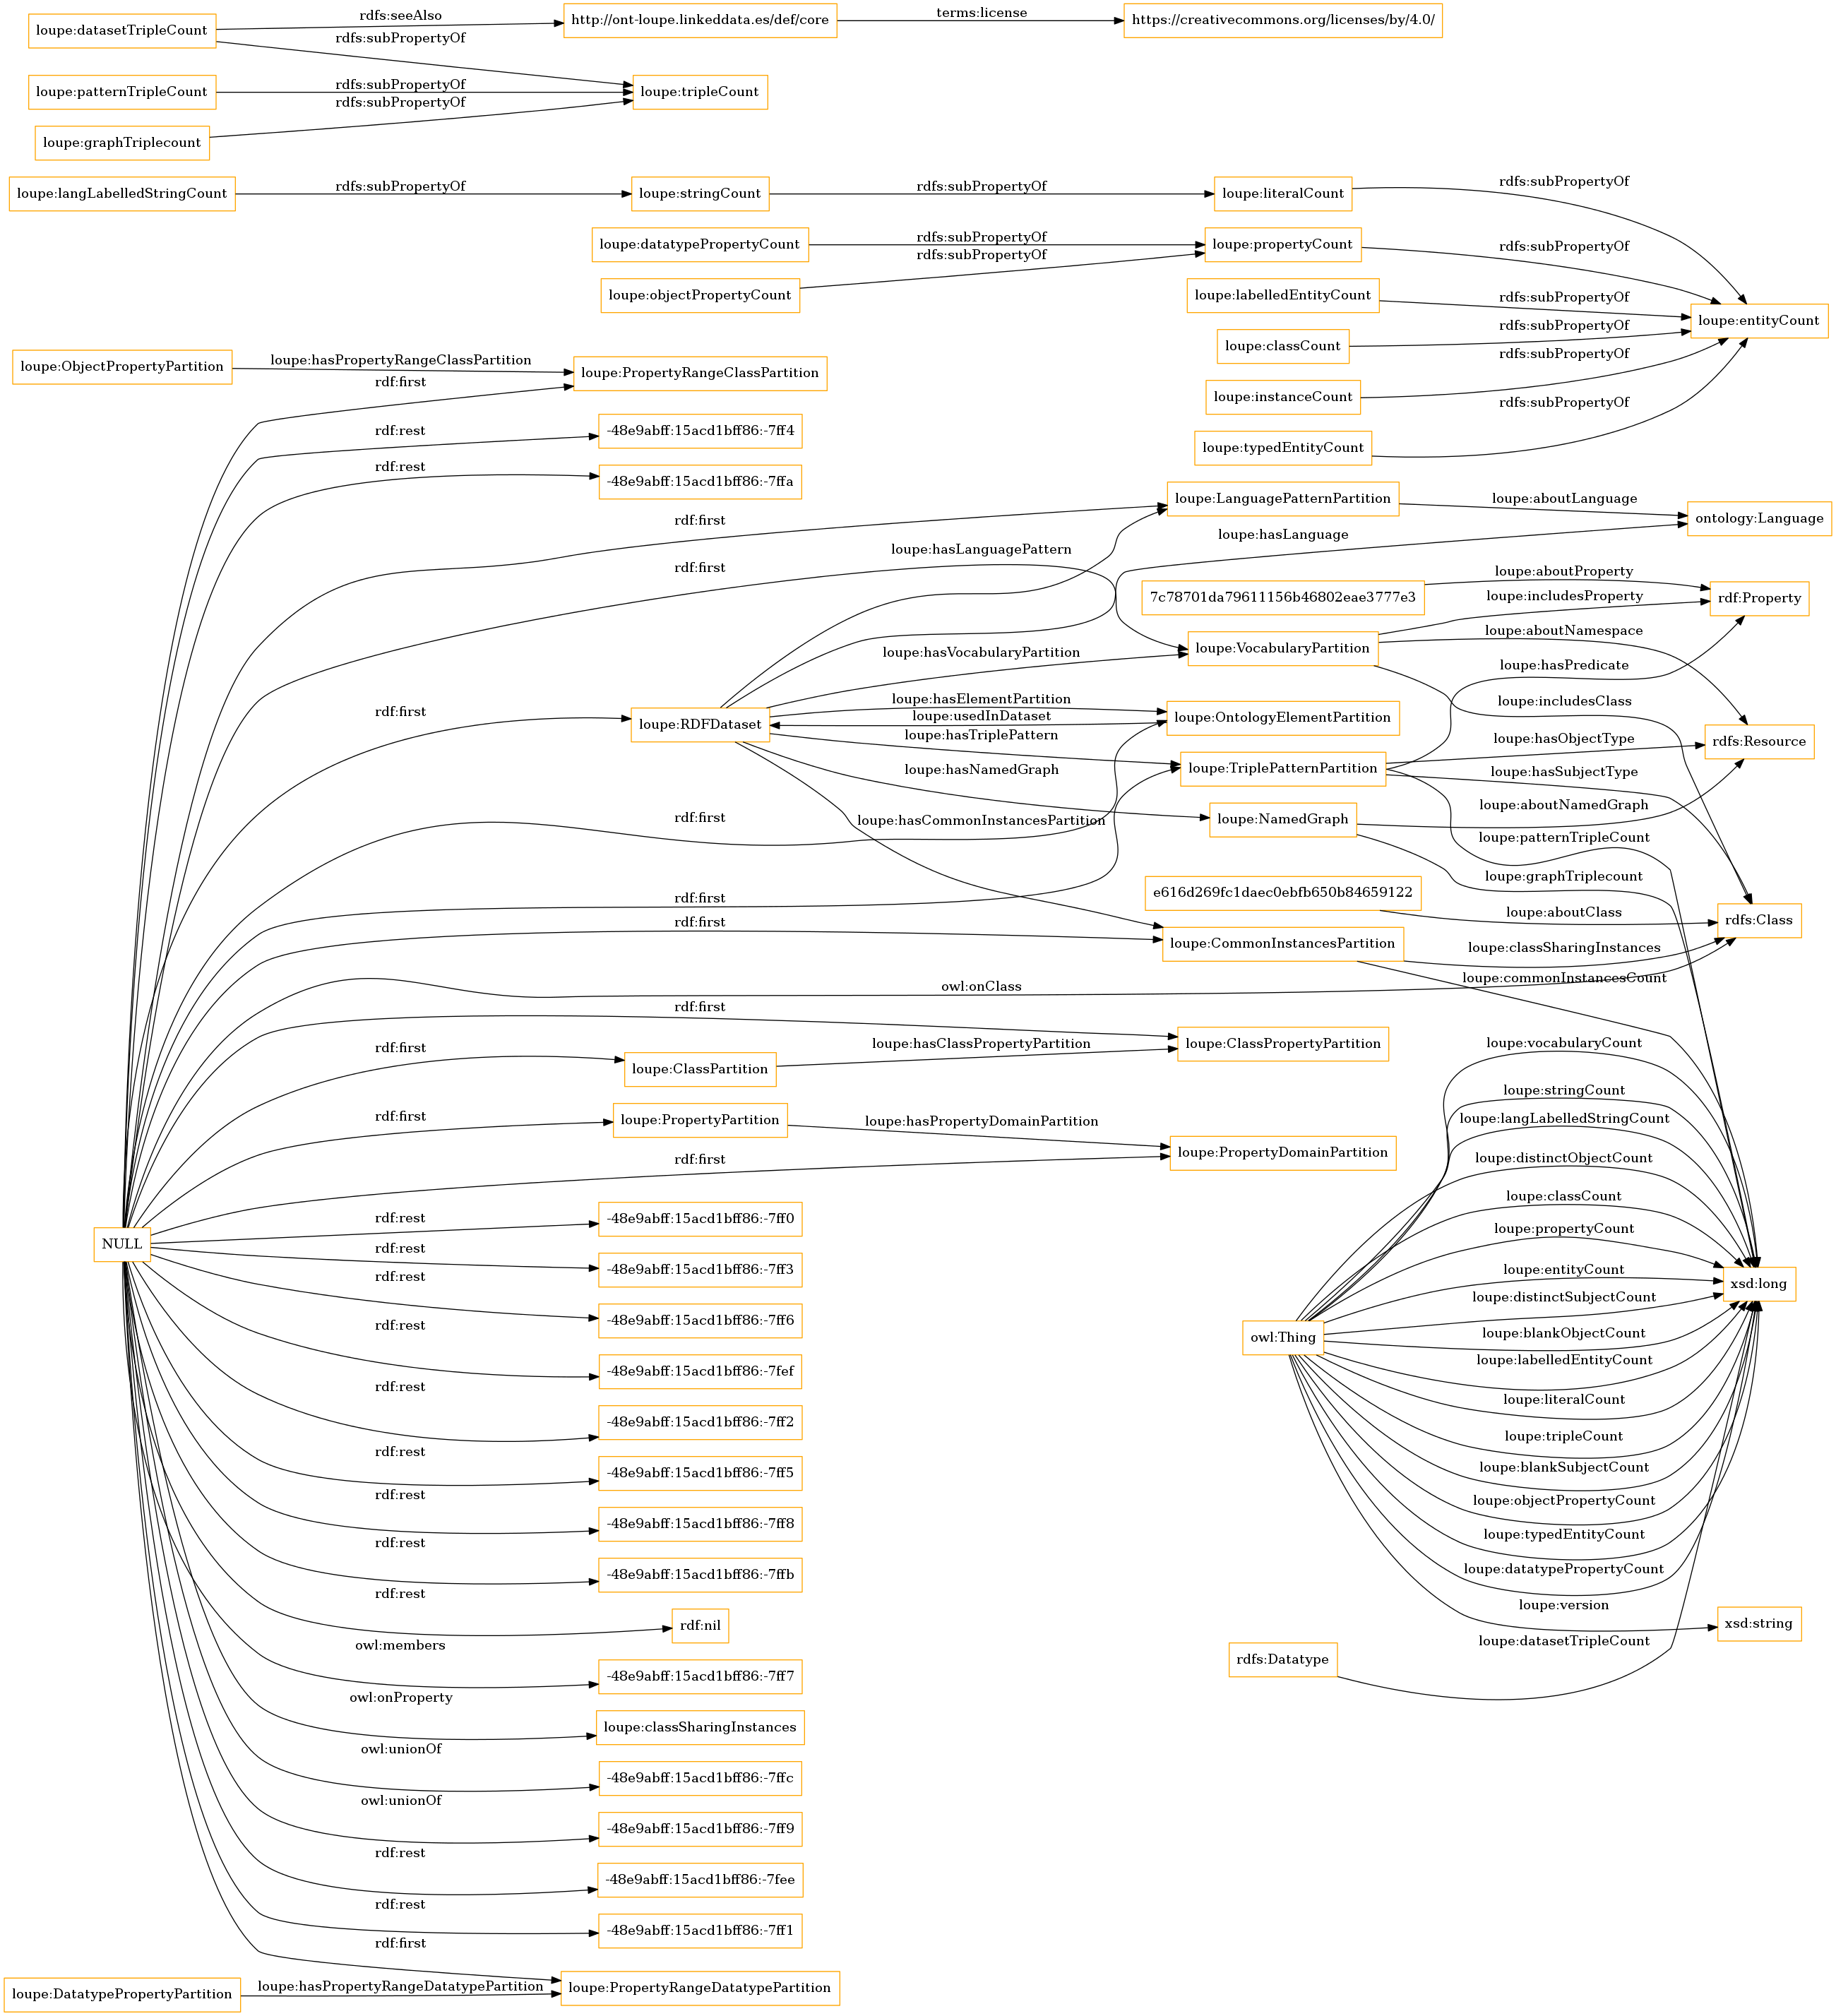 rdfs:seeAlso
http://ont-loupe.linkeddata.es/def/core
terms:license
https://creativecommons.org/licenses/by/4.0/
loupe:datasetTripleCount
rdfs:subPropertyOf
loupe:patternTripleCount
rdfs:subPropertyOf
loupe:tripleCount
rdfs:subPropertyOf
loupe:graphTriplecount
loupe:langLabelledStringCount
rdfs:subPropertyOf
loupe:stringCount
rdfs:subPropertyOf
loupe:literalCount
rdfs:subPropertyOf
loupe:datatypePropertyCount
rdfs:subPropertyOf
loupe:propertyCount
rdfs:subPropertyOf
rdfs:subPropertyOf
loupe:objectPropertyCount
loupe:labelledEntityCount
rdfs:subPropertyOf
loupe:entityCount
rdfs:subPropertyOf
loupe:classCount
rdfs:subPropertyOf
loupe:instanceCount
rdfs:subPropertyOf
loupe:typedEntityCount
loupe:ObjectPropertyPartition
loupe:hasPropertyRangeClassPartition
loupe:PropertyRangeClassPartition
rdf:first
rdf:rest
-48e9abff:15acd1bff86:-7ff4
rdf:rest
-48e9abff:15acd1bff86:-7ffa
loupe:LanguagePatternPartition
loupe:aboutLanguage
ontology:Language
rdf:first
loupe:hasLanguage
loupe:hasLanguagePattern
rdf:first
loupe:aboutProperty
7c78701da79611156b46802eae3777e3
loupe:includesProperty
rdf:Property
loupe:aboutNamespace
loupe:VocabularyPartition
loupe:hasVocabularyPartition
loupe:hasPredicate
rdf:first
loupe:RDFDataset
loupe:hasElementPartition
loupe:usedInDataset
loupe:OntologyElementPartition
loupe:includesClass
loupe:hasTriplePattern
loupe:hasObjectType
rdfs:Resource
loupe:TriplePatternPartition
loupe:hasSubjectType
loupe:hasNamedGraph
loupe:aboutNamedGraph
rdf:first
loupe:hasCommonInstancesPartition
loupe:NamedGraph
loupe:patternTripleCount
loupe:graphTriplecount
rdf:first
e616d269fc1daec0ebfb650b84659122
loupe:aboutClass
rdfs:Class
rdf:first
loupe:CommonInstancesPartition
loupe:classSharingInstances
loupe:commonInstancesCount
owl:onClass
rdf:first
loupe:ClassPropertyPartition
rdf:first
loupe:ClassPartition
loupe:hasClassPropertyPartition
loupe:vocabularyCount
loupe:stringCount
rdf:first
loupe:PropertyPartition
loupe:hasPropertyDomainPartition
loupe:langLabelledStringCount
rdf:first
loupe:PropertyDomainPartition
loupe:distinctObjectCount
loupe:classCount
NULL
rdf:rest
-48e9abff:15acd1bff86:-7ff0
loupe:propertyCount
rdf:rest
-48e9abff:15acd1bff86:-7ff3
loupe:entityCount
xsd:long
rdf:rest
-48e9abff:15acd1bff86:-7ff6
loupe:distinctSubjectCount
owl:Thing
loupe:blankObjectCount
rdf:rest
-48e9abff:15acd1bff86:-7fef
loupe:labelledEntityCount
rdf:rest
-48e9abff:15acd1bff86:-7ff2
loupe:literalCount
loupe:tripleCount
rdf:rest
-48e9abff:15acd1bff86:-7ff5
loupe:blankSubjectCount
rdf:rest
-48e9abff:15acd1bff86:-7ff8
loupe:objectPropertyCount
loupe:typedEntityCount
rdf:rest
-48e9abff:15acd1bff86:-7ffb
loupe:datatypePropertyCount
rdf:rest
rdf:nil
loupe:version
xsd:string
rdfs:Datatype
loupe:datasetTripleCount
owl:members
-48e9abff:15acd1bff86:-7ff7
owl:onProperty
loupe:classSharingInstances
owl:unionOf
-48e9abff:15acd1bff86:-7ffc
owl:unionOf
-48e9abff:15acd1bff86:-7ff9
rdf:rest
-48e9abff:15acd1bff86:-7fee
rdf:rest
-48e9abff:15acd1bff86:-7ff1
rdf:first
loupe:DatatypePropertyPartition
loupe:hasPropertyRangeDatatypePartition
loupe:PropertyRangeDatatypePartition